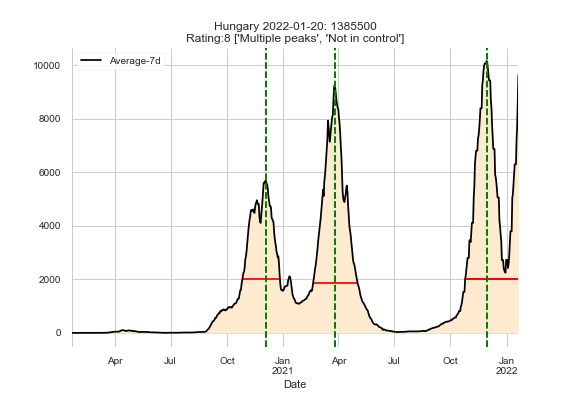 Hungary 2022-01-20: 1385500
Rating:8 ['Multiple peaks', 'Not in control']
Average-7d
10000
8000
6000
4000
2000
0
Apr
Jul
Oct
Jan
2021
Apr
Jul
Oct
Jan
2022
Date